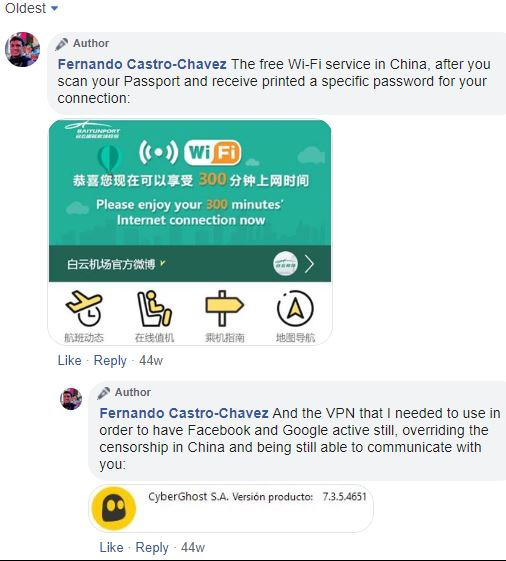 Oldest
Author
Fernando Castro-Chavez The free Wi-Fi service in China, after you
scan your Passport and receive printed a specific password for your
connection:
BAIYUNPORT
WiFi
恭喜您现在可以享受 300 分钟上网时间
Please enjoy your 300 minutes'
Internet connection now
白云机场官方微博
航班动态 在线值机 乘机指南 地图导航
Like · Reply · 44w
Author
Fernando Castro-Chavez And the VPN that I needed to use in
order to have Facebook and Google active still, overriding the
censorship in China and being still able to communicate with
you:
CyberGhost S.A. Versión producto: 7.3.5.4651
Like · Reply · 44w